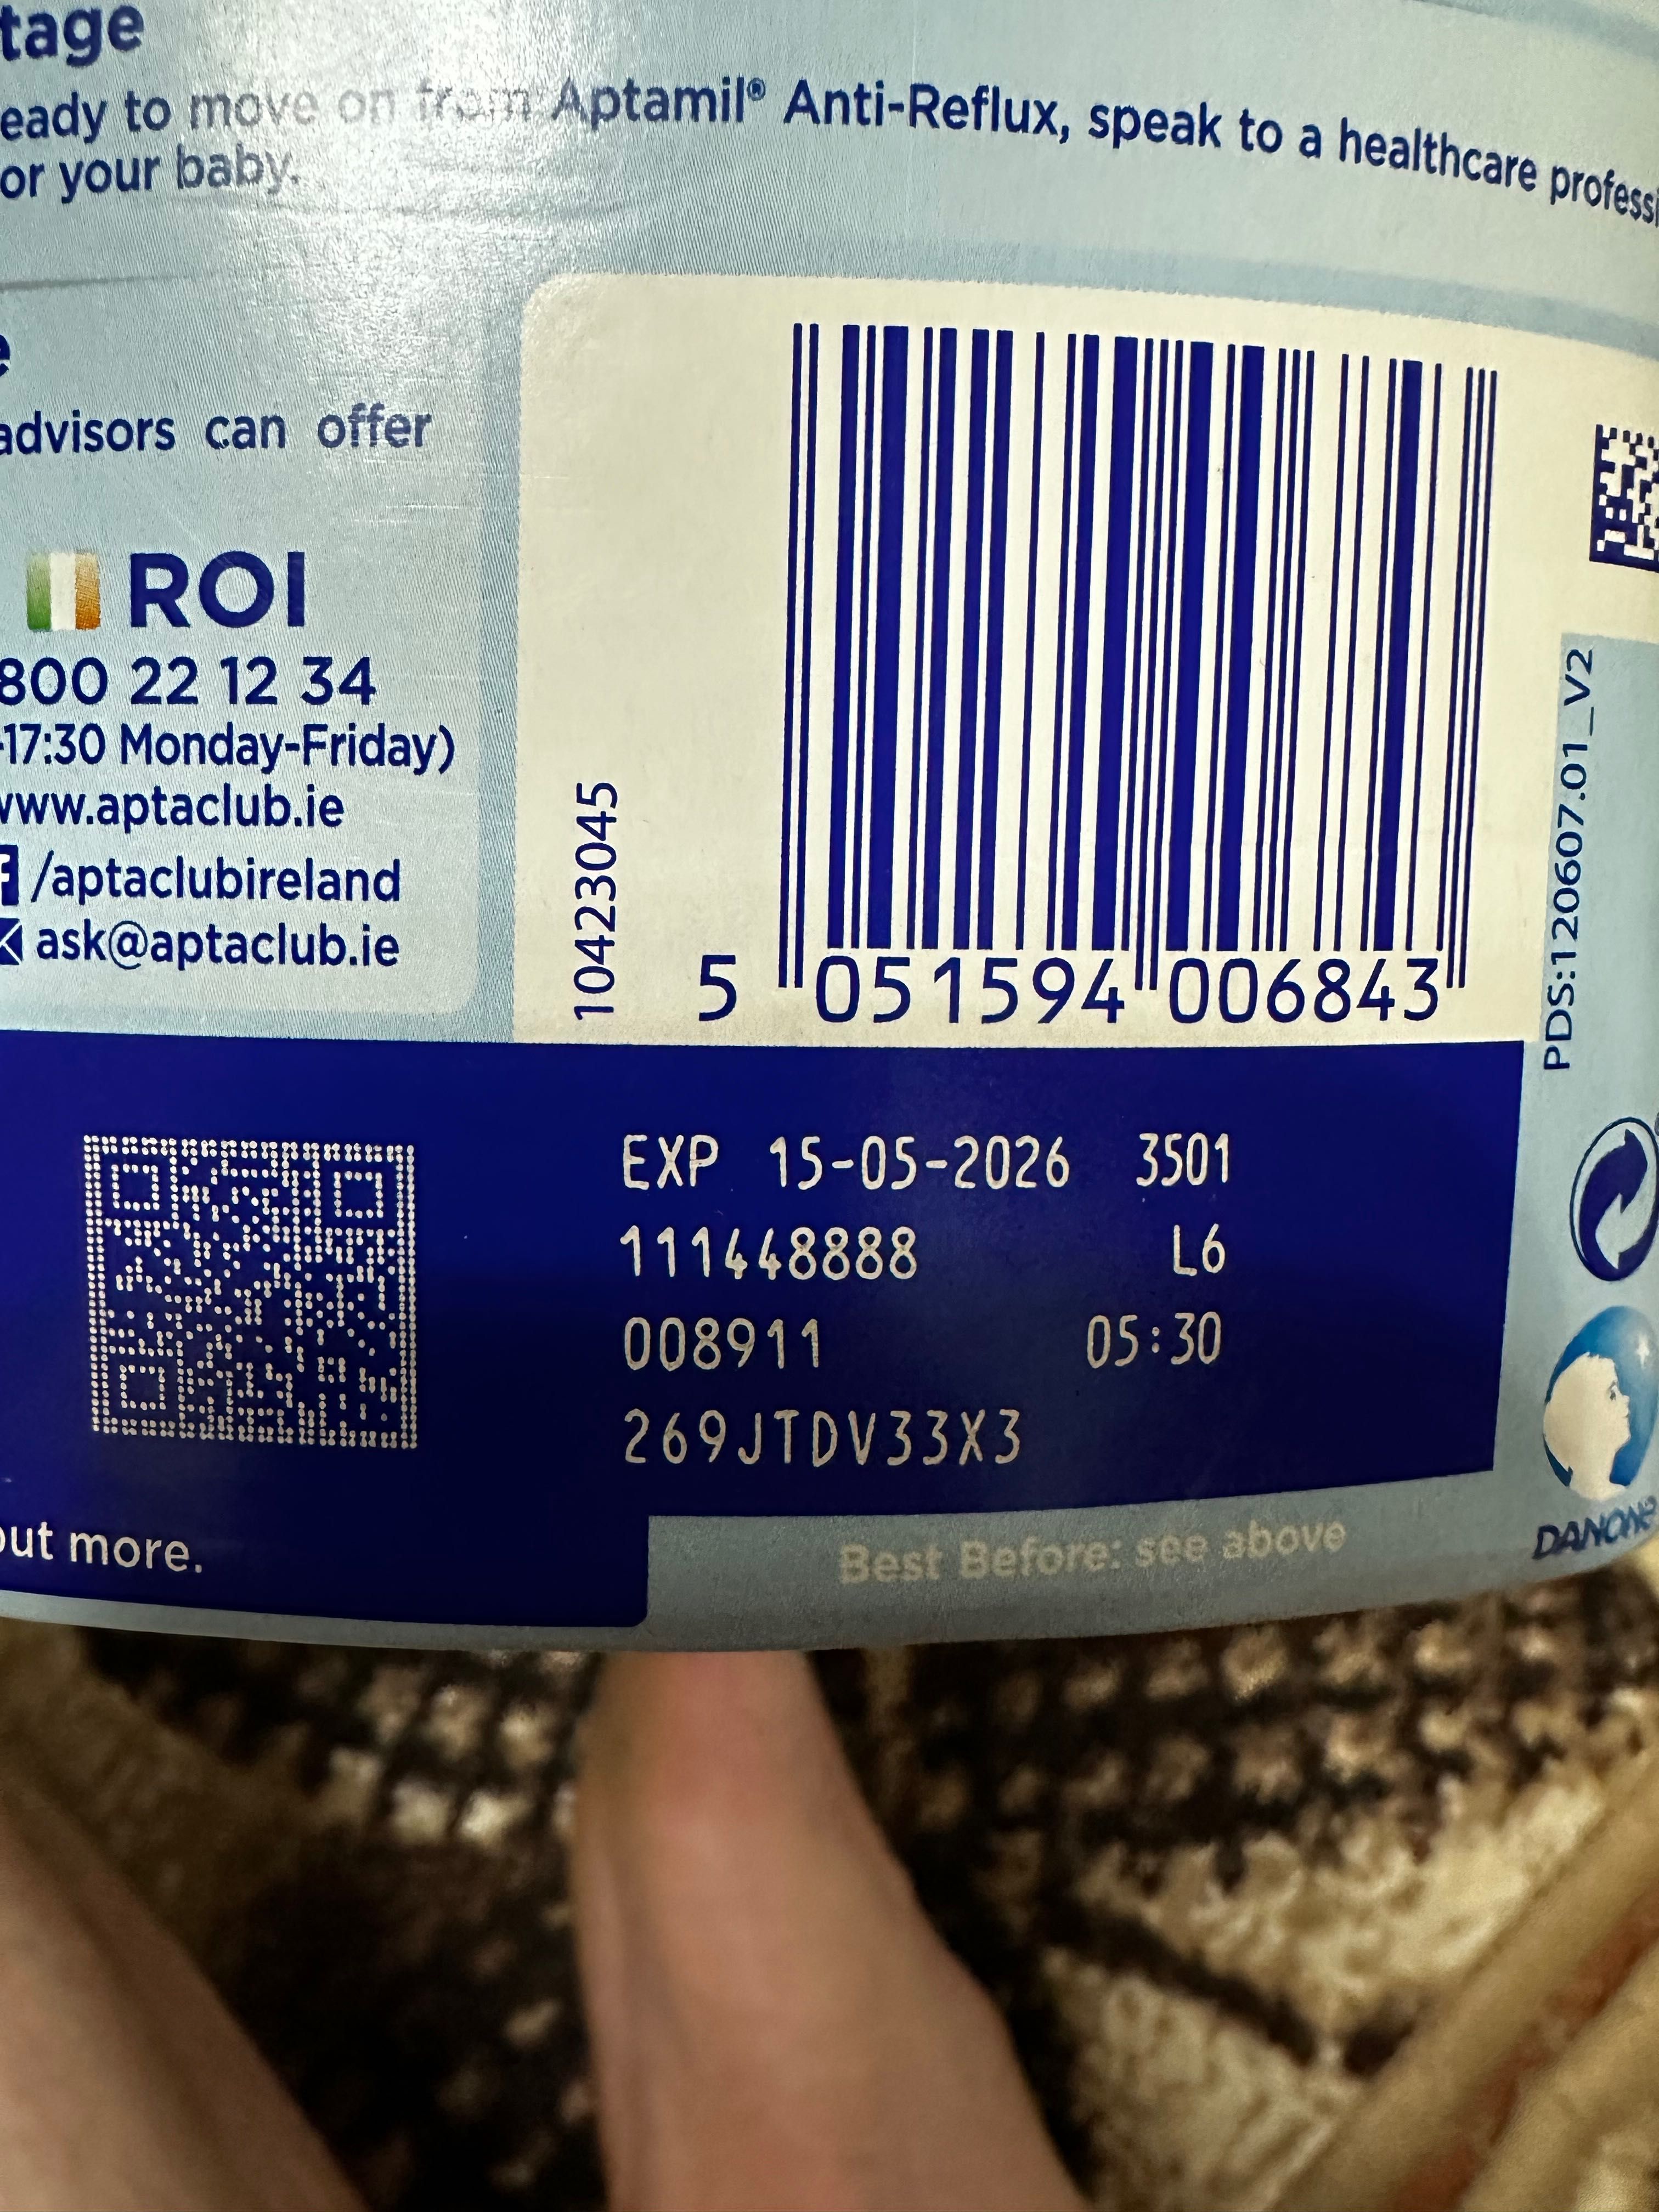 tage
eady to move on from Aptamil® Anti-Reflux, speak to a healthcare professi
or your baby.
e
advisors can offer
ROI
800 22 12 34
-17:30 Monday-Friday)
www.aptaclub.ie
/aptaclubireland
ask@aptaclub.ie
10423045
5 051594 006843
PDS:120607.01_V2
EXP 15-05-2026 3501
111448888 L6
008911 05:30
269JTDV33X3
out more.
Best Before: see above
DANONE